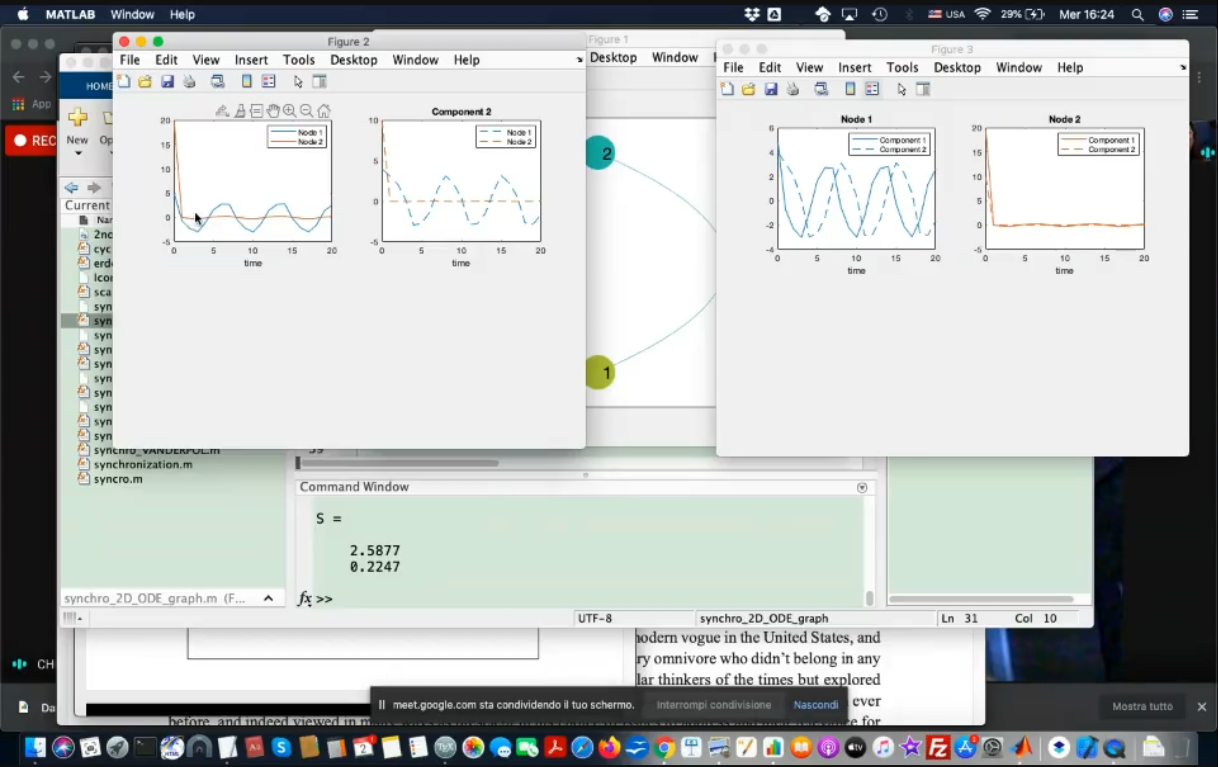 MATLAB Window Help
USA 29% Mer 16:24
Figure 2
File Edit View Insert Tools Desktop Window Help
20
15
10
5
0
-5
0 5 10 15 20
time
Node 1
Node 2
Component 2
10
5
0
-5
0 5 10 15 20
time
Node 1
Node 2
Figure 1
Desktop Window
2
1
Figure 3
File Edit View Insert Tools Desktop Window Help
Node 1
6
4
2
0
-2
-4
0 5 10 15 20
time
Component 1
Component 2
Node 2
20
15
10
5
0
-5
0 5 10 15 20
time
Component 1
Component 2
App
HOME
REC
New Op
Current
Nar
2nc
cyc
erd
Ico
sca
syn
syn
syn
syn
syn
syn
syn
syn
syn
syn
synchro_VANDERPOL.m
synchronization.m
syncro.m
synchro_2D_ODE_graph.m (F...
39
Command Window
S =
2.5877
0.2247
fx >>
UTF-8 synchro_2D_ODE_graph Ln 31 Col 10
modern vogue in the United States, and
ry omnivore who didn't belong in any
lar thinkers of the times but explored
ever
before, and indeed viewed in
for
CH
Da
meet.google.com sta condividendo il tuo schermo. Interrompi condivisione Nascondi
Mostra tutto